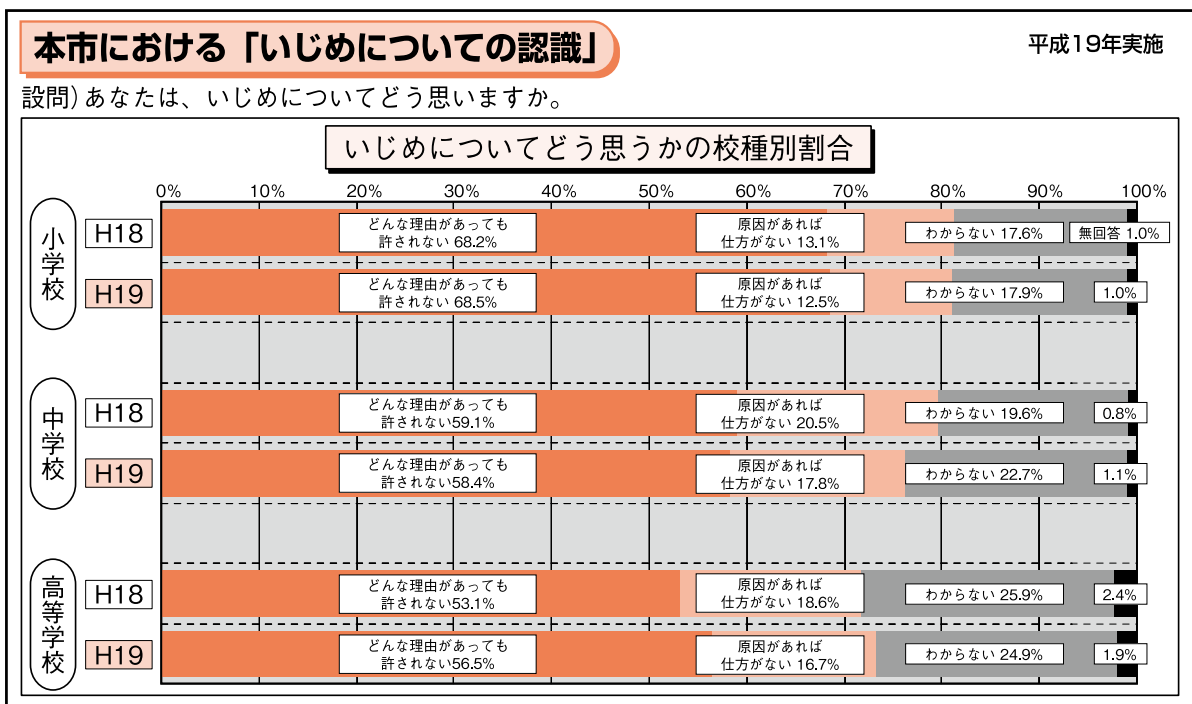 本市における「いじめについての認識」
平成19年実施
設問)あなたは、いじめについてどう思いますか。
いじめについてどう思うかの校種別割合
0% 10% 20% 30% 40% 50% 60% 70% 80% 90% 100%
小学校
H18
どんな理由があっても
許されない 68.2%
原因があれば
仕方がない 13.1%
わからない 17.6%
無回答 1.0%
H19
どんな理由があっても
許されない 68.5%
原因があれば
仕方がない 12.5%
わからない 17.9%
1.0%
中学校
H18
どんな理由があっても
許されない59.1%
原因があれば
仕方がない 20.5%
わからない 19.6%
0.8%
H19
どんな理由があっても
許されない58.4%
原因があれば
仕方がない 17.8%
わからない 22.7%
1.1%
高等学校
H18
どんな理由があっても
許されない53.1%
原因があれば
仕方がない 18.6%
わからない 25.9%
2.4%
H19
どんな理由があっても
許されない56.5%
原因があれば
仕方がない 16.7%
わからない 24.9%
1.9%